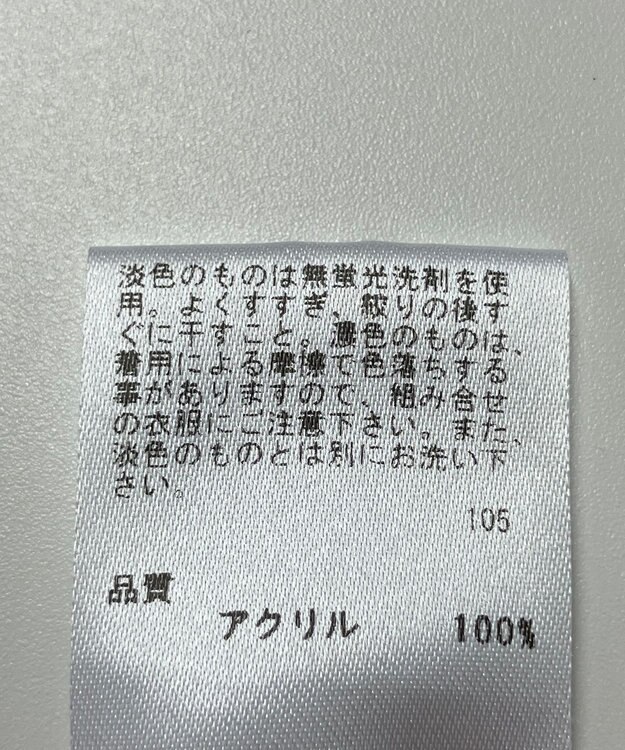 淡色のものは無蛍光洗剤を使
用。よくすすぎ、絞りの後す
ぐに干すこと。濃色のものは、
着用による摩擦で色落ちする
事がありますので、組み合せ
の衣服にご注意下さい。また、
淡色のものとは別にお洗い下
さい。
105
品質
アクリル 100%